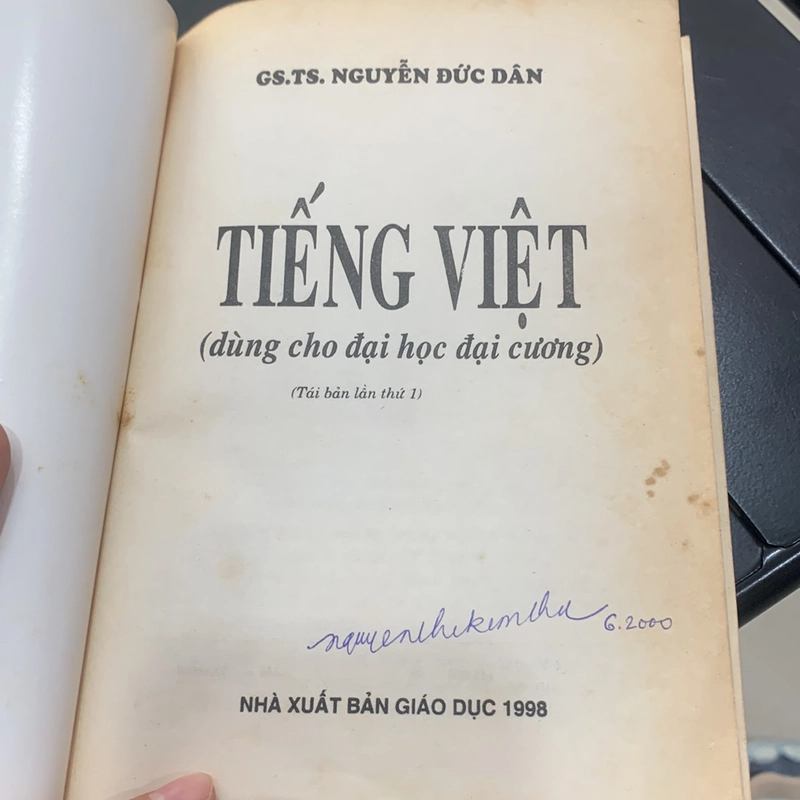 GS.TS. NGUYỄN ĐỨC DÂN
TIẾNG VIỆT
(dùng cho đại học đại cương)
(Tái bản lần thứ 1)
nguyenthekimthu 6.2000
NHÀ XUẤT BẢN GIÁO DỤC 1998